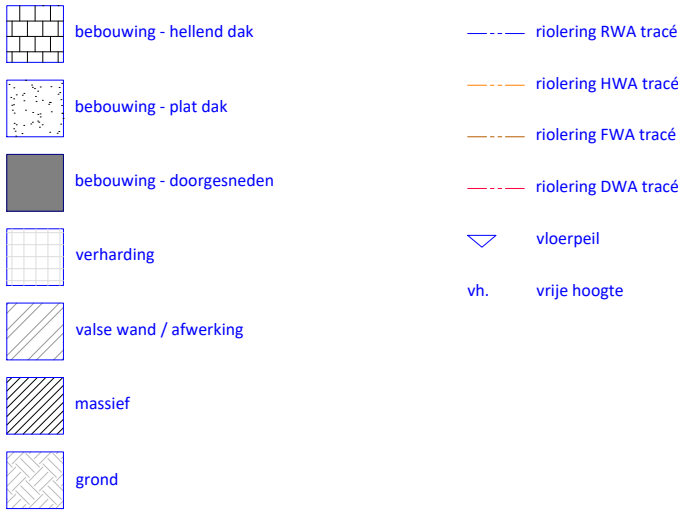 bebouwing - hellend dak
bebouwing - plat dak
bebouwing - doorgesneden
verharding
valse wand / afwerking
massief
grond
riolering RWA tracé
riolering HWA tracé
riolering FWA tracé
riolering DWA tracé
vloerpeil
vh. vrije hoogte